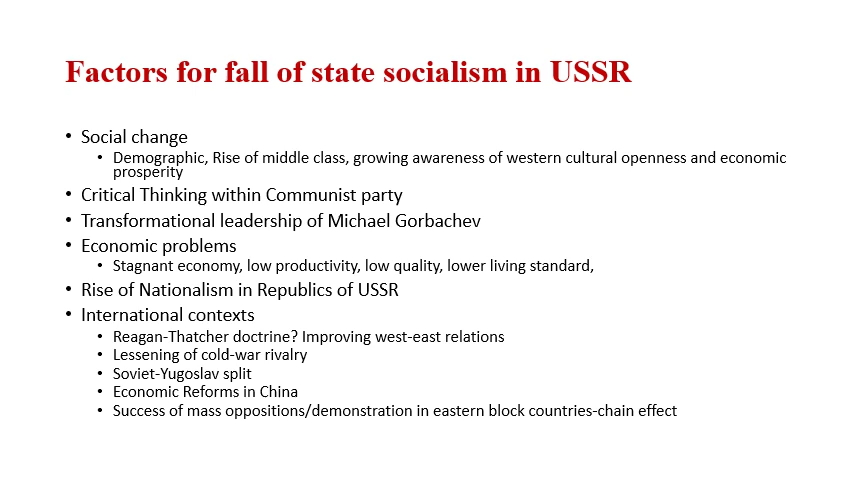 Factors for fall of state socialism in USSR
• Social change
• Demographic, Rise of middle class, growing awareness of western cultural openness and economic
prosperity
• Critical Thinking within Communist party
• Transformational leadership of Michael Gorbachev
• Economic problems
• Stagnant economy, low productivity, low quality, lower living standard,
• Rise of Nationalism in Republics of USSR
• International contexts
• Reagan-Thatcher doctrine? Improving west-east relations
• Lessening of cold-war rivalry
• Soviet-Yugoslav split
• Economic Reforms in China
• Success of mass oppositions/demonstration in eastern block countries-chain effect